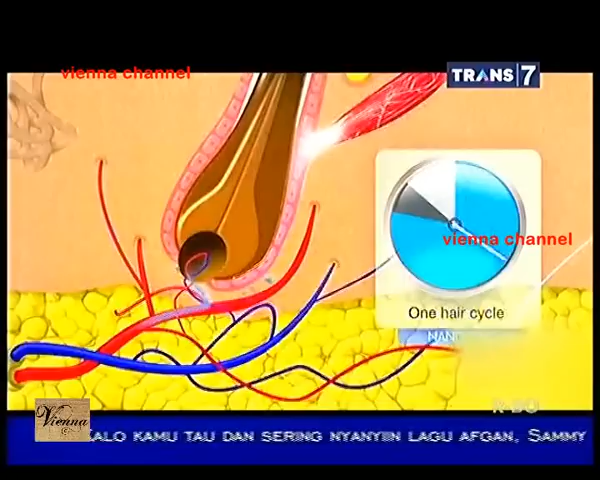 vienna channel
TRANS|7
vienna channel
One hair cycle
NANO
Vienna
KALO KAMU TAU DAN SERING NYANYIIN LAGU AFGAN, SAMMY